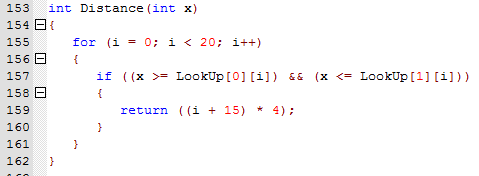 153 int Distance(int x)
154 {
155 for (i = 0; i < 20; i++)
156 {
157 if ((x >= LookUp[0][i]) && (x <= LookUp[1][i]))
158 {
159 return ((i + 15) * 4);
160 }
161 }
162 }